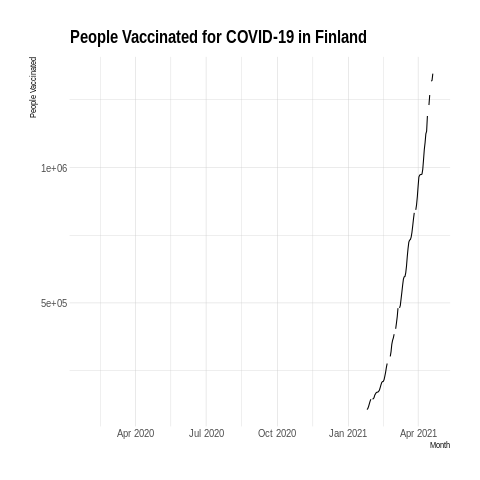 People Vaccinated for COVID-19 in Finland
People Vaccinated
1e+06
5e+05
Apr 2020 Jul 2020 Oct 2020 Jan 2021 Apr 2021
Month